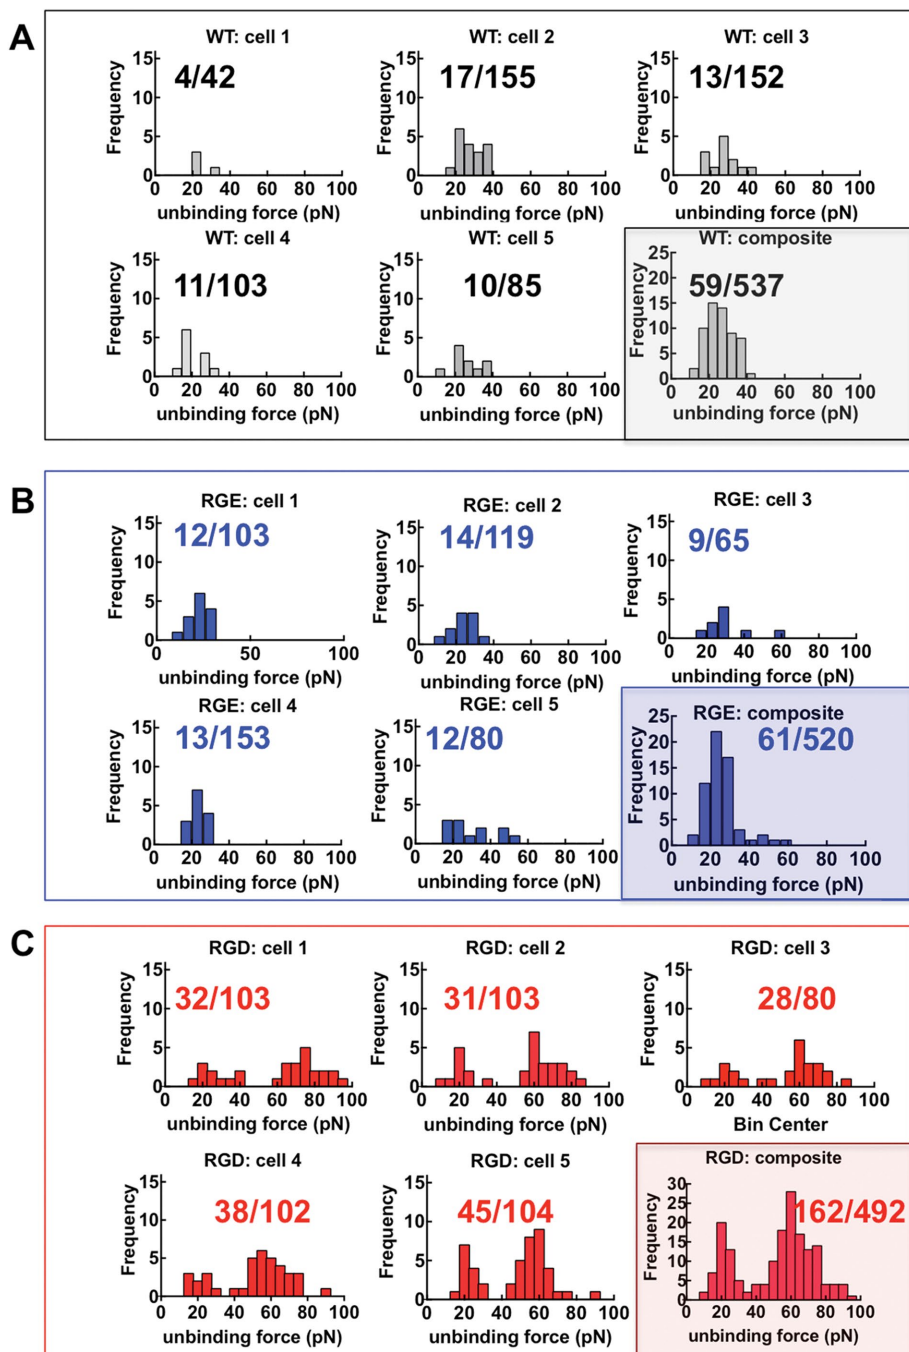 A
WT: cell 1
Frequency
15
10
5
0
4/42
0 20 40 60 80 100
unbinding force (pN)
WT: cell 2
Frequency
15
10
5
0
17/155
0 20 40 60 80 100
unbinding force (pN)
WT: cell 3
Frequency
15
10
5
0
13/152
0 20 40 60 80 100
unbinding force (pN)
WT: cell 4
Frequency
15
10
5
0
11/103
0 20 40 60 80 100
unbinding force (pN)
WT: cell 5
Frequency
15
10
5
0
10/85
0 20 40 60 80 100
unbinding force (pN)
WT: composite
Frequency
25
20
15
10
5
0
59/537
0 20 40 60 80 100
unbinding force (pN)
B
RGE: cell 1
Frequency
15
10
5
0
12/103
0 50 100
unbinding force (pN)
RGE: cell 2
Frequency
15
10
5
0
14/119
0 20 40 60 80 100
unbinding force (pN)
RGE: cell 3
Frequency
15
10
5
0
9/65
0 20 40 60 80 100
unbinding force (pN)
RGE: cell 4
Frequency
15
10
5
0
13/153
0 20 40 60 80 100
unbinding force (pN)
RGE: cell 5
Frequency
15
10
5
0
12/80
0 20 40 60 80 100
unbinding force (pN)
RGE: composite
Frequency
25
20
15
10
5
0
61/520
0 20 40 60 80 100
unbinding force (pN)
C
RGD: cell 1
Frequency
15
10
5
0
32/103
0 20 40 60 80 100
unbinding force (pN)
RGD: cell 2
Frequency
15
10
5
0
31/103
0 20 40 60 80 100
unbinding force (pN)
RGD: cell 3
Frequency
15
10
5
0
28/80
0 20 40 60 80 100
Bin Center
RGD: cell 4
Frequency
15
10
5
0
38/102
0 20 40 60 80 100
unbinding force (pN)
RGD: cell 5
Frequency
15
10
5
0
45/104
0 20 40 60 80 100
unbinding force (pN)
RGD: composite
Frequency
30
25
20
15
10
5
0
162/492
0 20 40 60 80 100
unbinding force (pN)